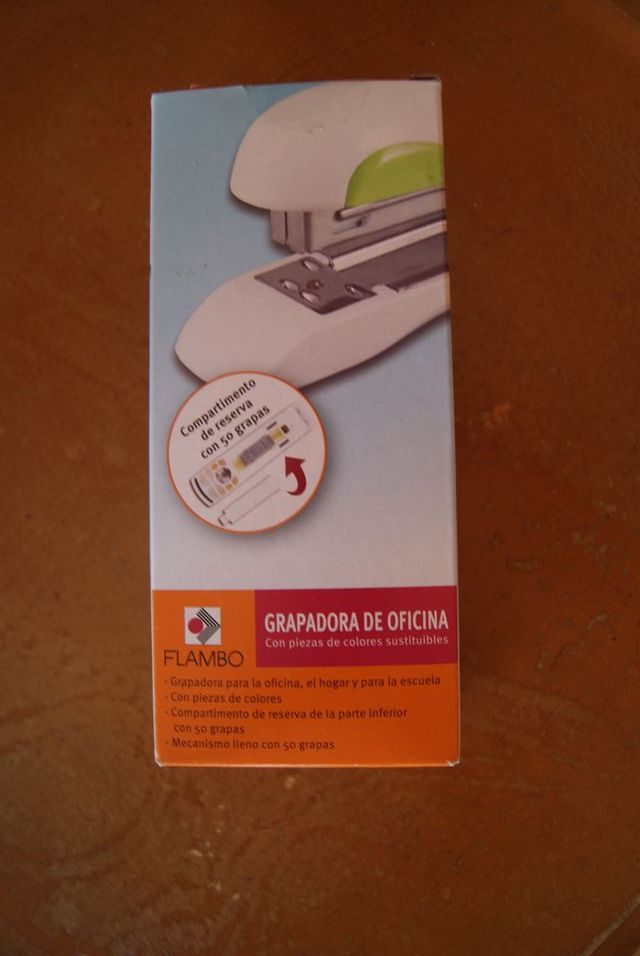 Compartimento
de reserva
con 50 grapas
FLAMBO
GRAPADORA DE OFICINA
Con piezas de colores sustituibles
· Grapadora para la oficina, el hogar y para la escuela
· Con piezas de colores
· Compartimento de reserva de la parte inferior
con 50 grapas
· Mecanismo lleno con 50 grapas